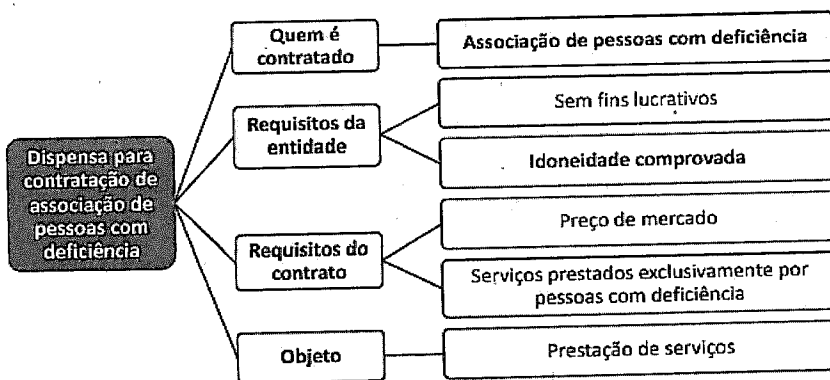 Dispensa para
contratação de
associação de
pessoas com
deficiência
Quem é
contratado
Associação de pessoas com deficiência
Requisitos da
entidade
Sem fins lucrativos
Idoneidade comprovada
Requisitos do
contrato
Preço de mercado
Serviços prestados exclusivamente por
pessoas com deficiência
Objeto
Prestação de serviços